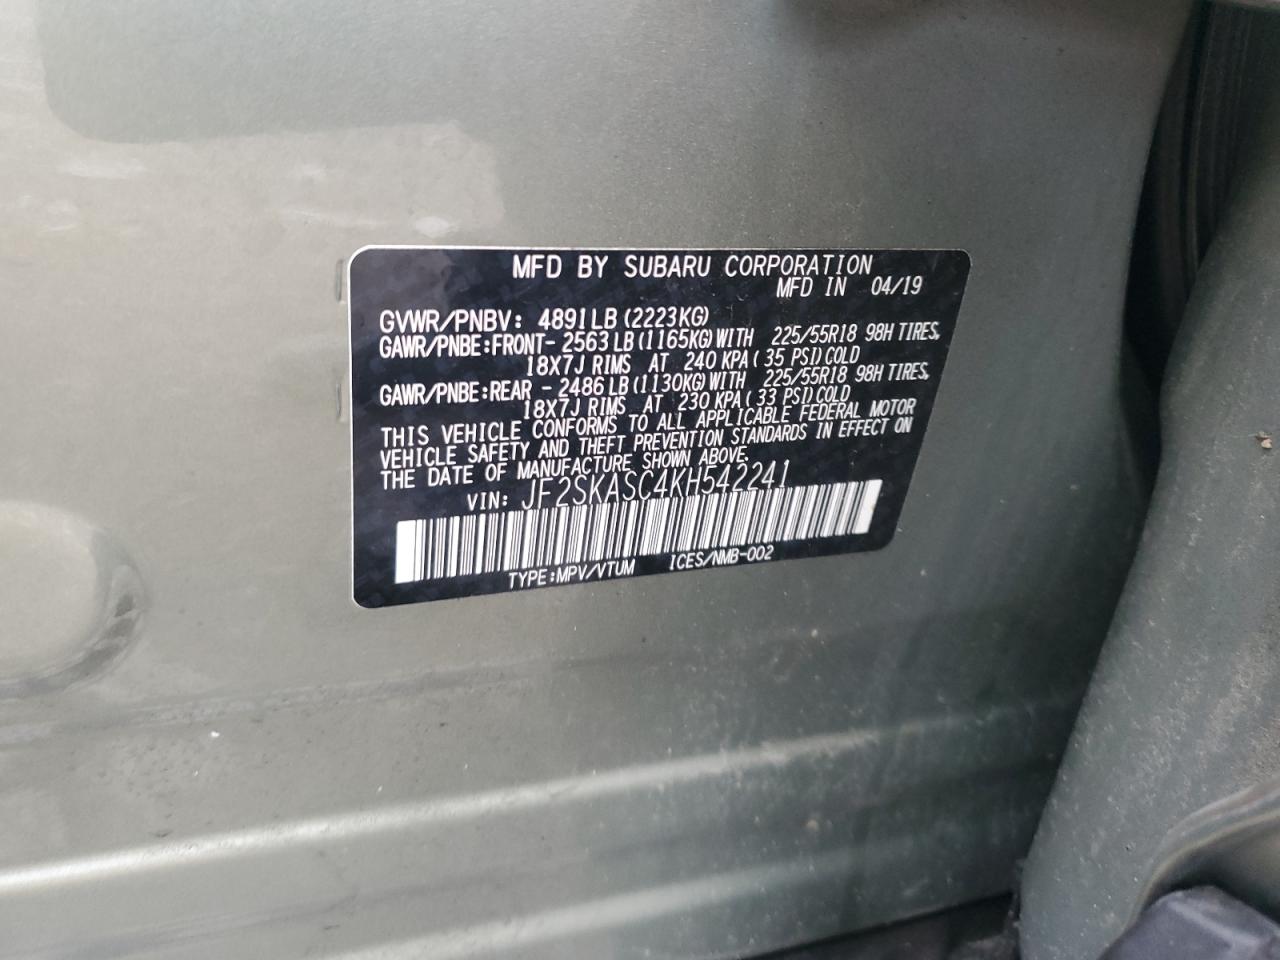 MFD BY SUBARU CORPORATION
MFD IN 04/19
GVWR/PNBV: 4891LB (2223KG)
GAWR/PNBE:FRONT- 2563 LB (1165KG) WITH 225/55R18 98H TIRES,
18X7J RIMS AT 240 KPA ( 35 PSI) COLD
GAWR/PNBE:REAR - 2486 LB (1130KG) WITH 225/55R18 98H TIRES,
18X7J RIMS AT 230 KPA ( 33 PSI) COLD
THIS VEHICLE CONFORMS TO ALL APPLICABLE FEDERAL MOTOR
VEHICLE SAFETY AND THEFT PREVENTION STANDARDS IN EFFECT ON
THE DATE OF MANUFACTURE SHOWN ABOVE.
VIN: JF2SKASC4KH542241
TYPE:MPV/VTUM ICES/NMB-002